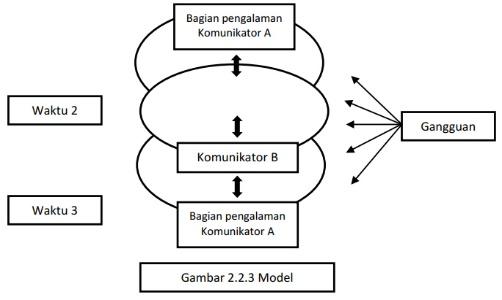 Bagian pengalaman
Komunikator A
Waktu 2
Gangguan
Komunikator B
Waktu 3
Bagian pengalaman
Komunikator A
Gambar 2.2.3 Model